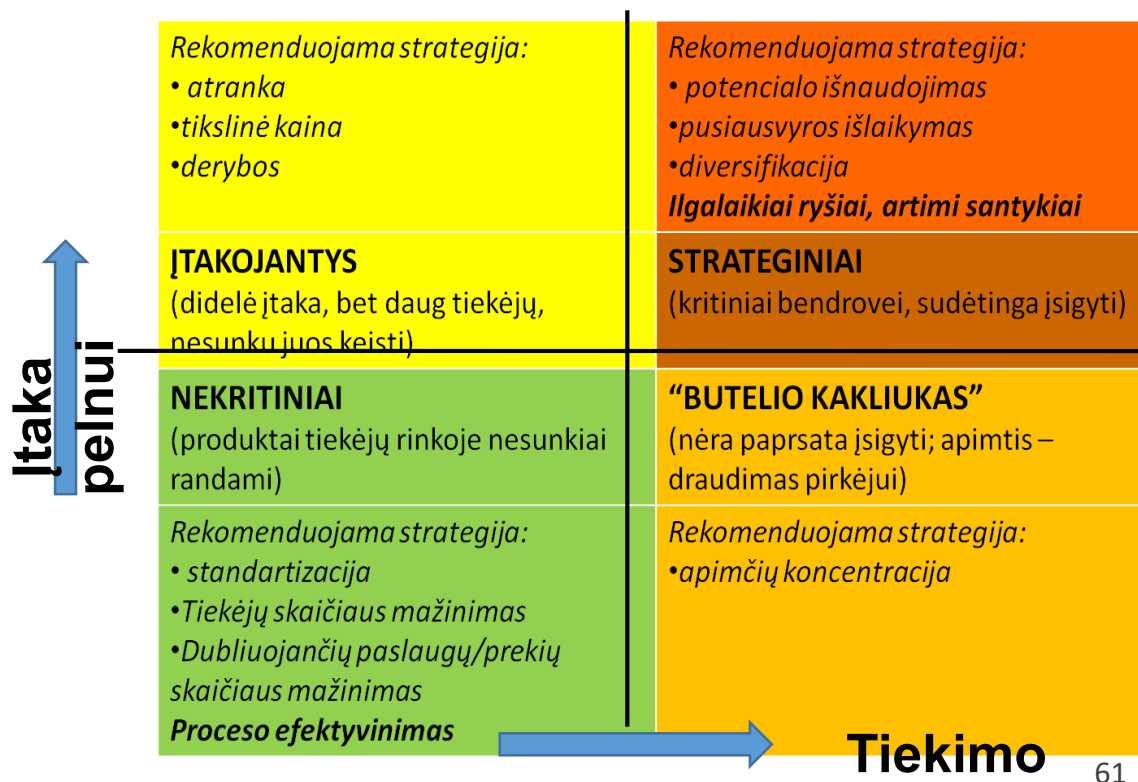 Rekomenduojama strategija:
• atranka
•tikslinė kaina
•derybos
Rekomenduojama strategija:
• potencialo išnaudojimas
•pusiausvyros išlaikymas
•diversifikacija
Ilgalaikiai ryšiai, artimi santykiai
ĮTAKOJANTYS
(didelė įtaka, bet daug tiekėjų,
nesunku juos keisti)
STRATEGINIAI
(kritiniai bendrovei, sudėtinga įsigyti)
Įtaka
pelnui
NEKRITINIAI
(produktai tiekėjų rinkoje nesunkiai
randami)
“BUTELIO KAKLIUKAS”
(nėra paprsata įsigyti; apimtis –
draudimas pirkėjui)
Rekomenduojama strategija:
• standartizacija
•Tiekėjų skaičiaus mažinimas
•Dubliuojančių paslaugų/prekių
skaičiaus mažinimas
Proceso efektyvinimas
Rekomenduojama strategija:
•apimčių koncentracija
Tiekimo
61